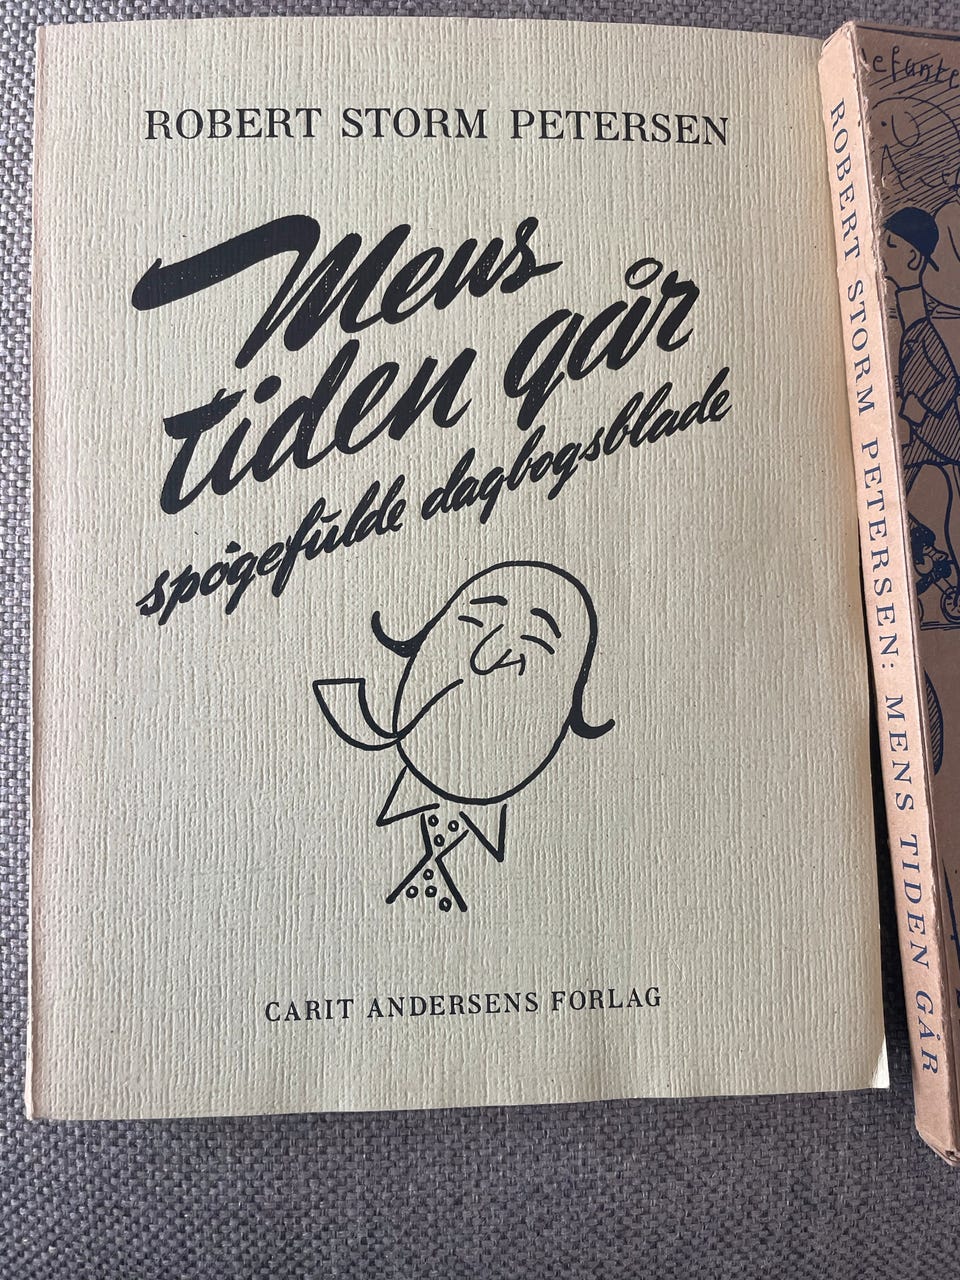 ROBERT STORM PETERSEN
Mens
tiden går
spøgefulde dagbogsblade
CARIT ANDERSENS FORLAG
ROBERT STORM PETERSEN: MENS TIDEN GÅR